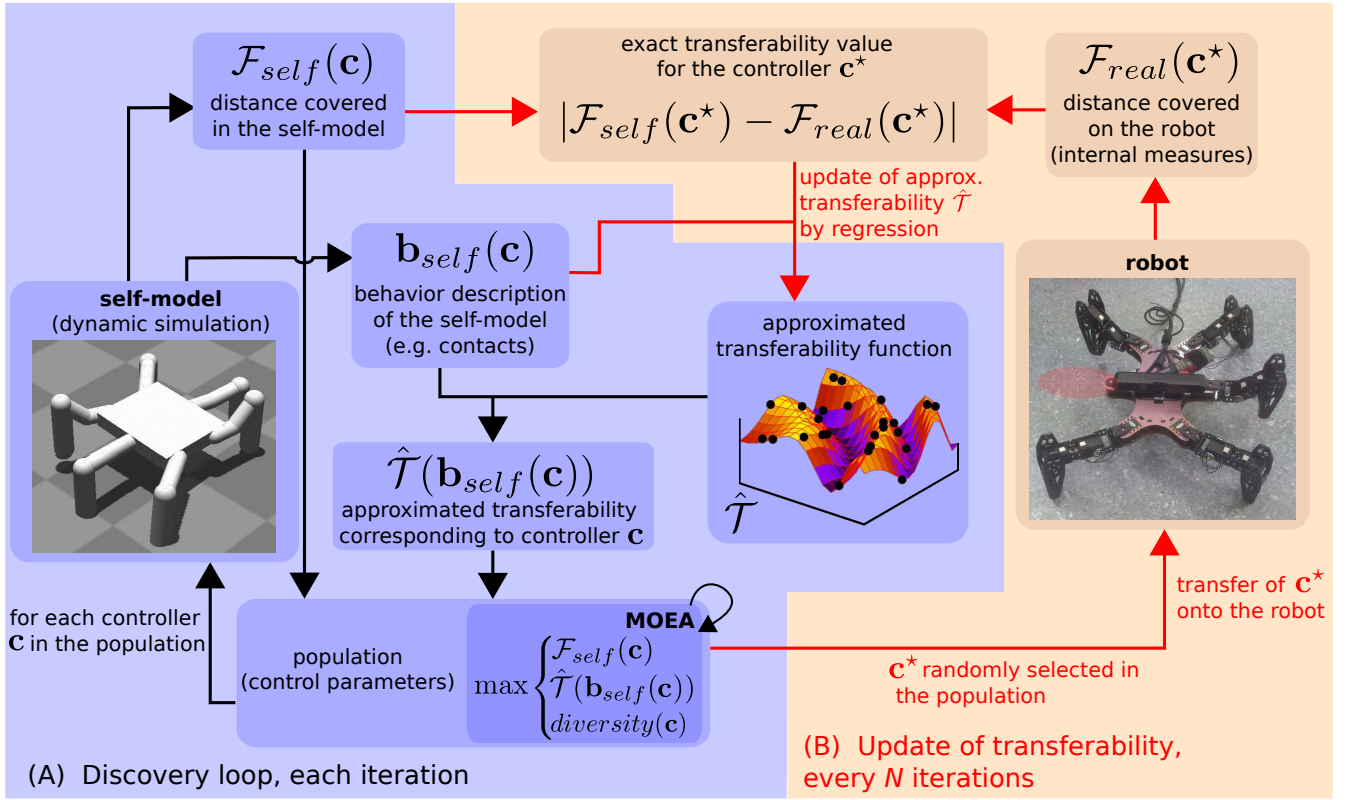 𝓕_self(𝐜)
distance covered
in the self-model
exact transferability value
for the controller 𝐜⋆
|𝓕_self(𝐜⋆) − 𝓕_real(𝐜⋆)|
𝓕_real(𝐜⋆)
distance covered
on the robot
(internal measures)
update of approx.
transferability 𝒯̂
by regression
𝐛_self(𝐜)
behavior description
of the self-model
(e.g. contacts)
self-model
(dynamic simulation)
robot
approximated
transferability function
𝒯̂
𝒯̂(𝐛_self(𝐜))
approximated transferability
corresponding to controller 𝐜
for each controller
𝐜 in the population
population
(control parameters)
MOEA
max { 𝓕_self(𝐜)
𝒯̂(𝐛_self(𝐜))
diversity(𝐜)
transfer of 𝐜⋆
onto the robot
𝐜⋆ randomly selected in
the population
(A) Discovery loop, each iteration
(B) Update of transferability,
every N iterations